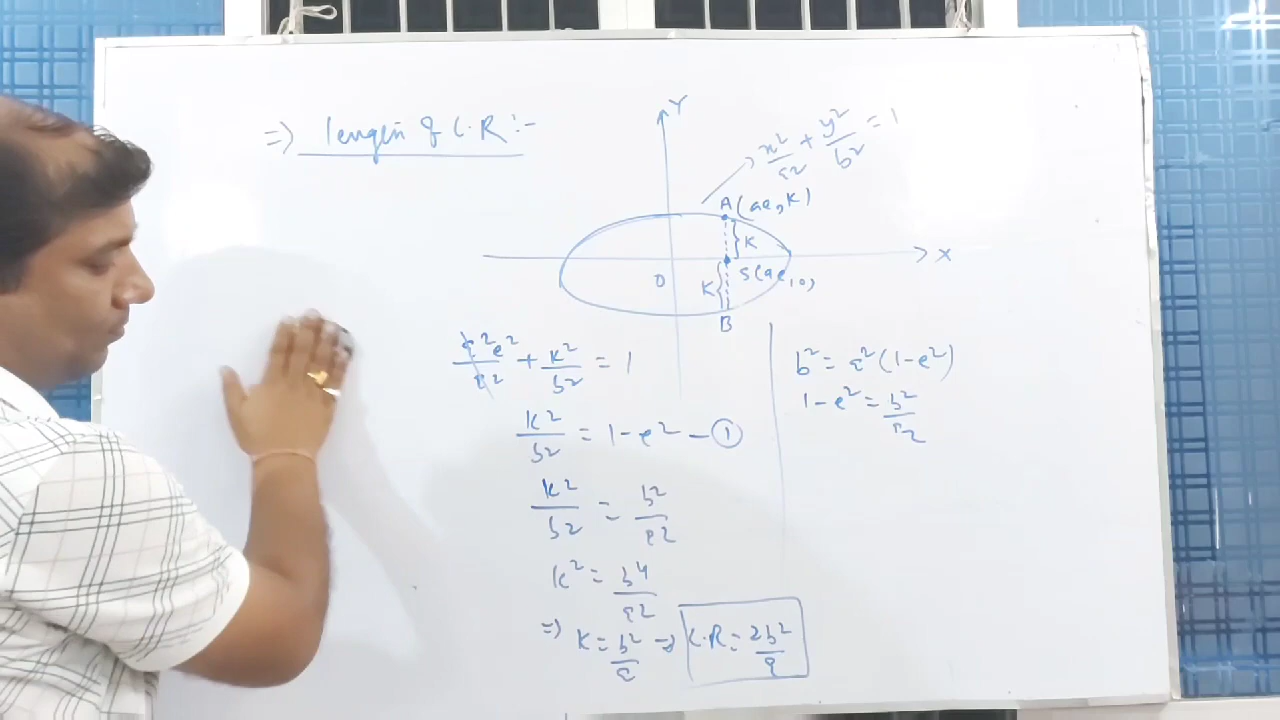 ⇒) length of L.R :-
Y
x²/a² + y²/b² = 1
A(ae, k)
k
X
O
S(ae, 0)
k
B
a²e²/a² + k²/b² = 1
k²/b² = 1-e² — ①
k²/b² = b²/a²
k² = b⁴/a²
⇒ k = b²/a ⇒ L.R = 2b²/a
b² = a²(1-e²)
1-e² = b²/a²